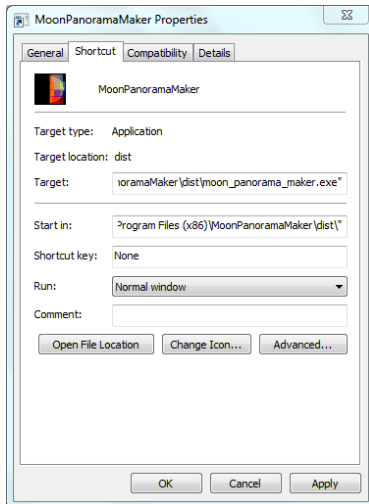 MoonPanoramaMaker Properties
General Shortcut Compatibility Details
MoonPanoramaMaker
Target type: Application
Target location: dist
Target: noramaMaker\dist\moon_panorama_maker.exe"
Start in: Program Files (x86)\MoonPanoramaMaker\dist\"
Shortcut key: None
Run: Normal window
Comment:
Open File Location Change Icon... Advanced...
OK Cancel Apply